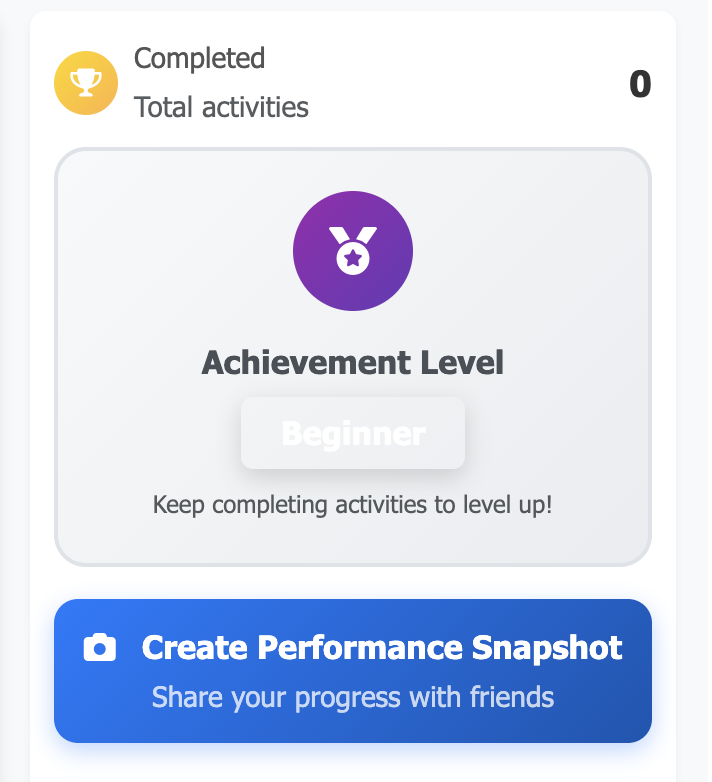 Completed
Total activities
0
Achievement Level
Beginner
Keep completing activities to level up!
Create Performance Snapshot
Share your progress with friends